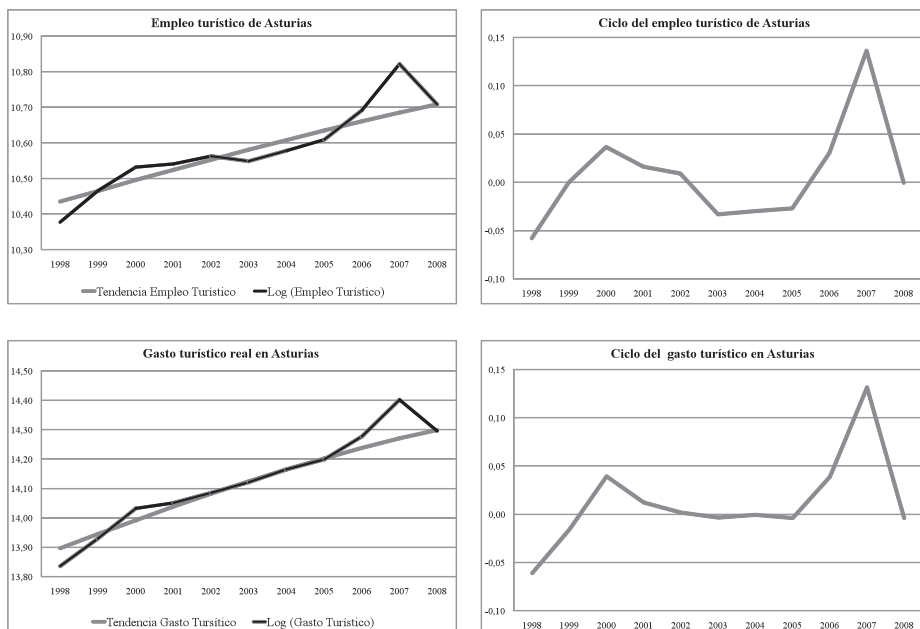 Empleo turístico de Asturias
10,90
10,80
10,70
10,60
10,50
10,40
10,30
1998 1999 2000 2001 2002 2003 2004 2005 2006 2007 2008
Tendencia Empleo Turístico Log (Empleo Turístico)
Ciclo del empleo turístico de Asturias
0,15
0,10
0,05
0,00
-0,05
-0,10
1998 1999 2000 2001 2002 2003 2004 2005 2006 2007 2008
Gasto turístico real en Asturias
14,50
14,40
14,30
14,20
14,10
14,00
13,90
13,80
1998 1999 2000 2001 2002 2003 2004 2005 2006 2007 2008
Tendencia Gasto Tursítico Log (Gasto Turístico)
Ciclo del gasto turístico en Asturias
0,15
0,10
0,05
0,00
-0,05
-0,10
1998 1999 2000 2001 2002 2003 2004 2005 2006 2007 2008